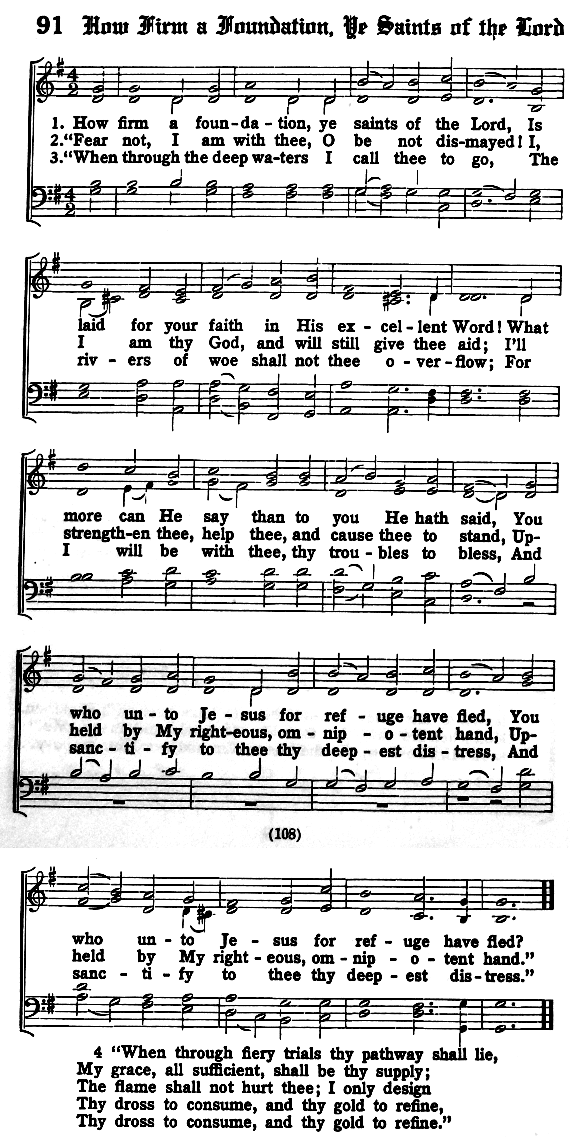 91 How Firm a Foundation, Ye Saints of the Lord
1. How firm a foun-da-tion, ye saints of the Lord, Is
2. "Fear not, I am with thee, O be not dis-mayed! I,
3. "When through the deep wa-ters I call thee to go, The
laid for your faith in His ex - cel - lent Word! What
I am thy God, and will still give thee aid; I'll
riv - ers of woe shall not thee o - ver - flow; For
more can He say than to you He hath said, You
strength-en thee, help thee, and cause thee to stand, Up-
I will be with thee, thy trou - bles to bless, And
who un - to Je - sus for ref - uge have fled, You
held by My right-eous, om - nip - o - tent hand, Up-
sanc - ti - fy to thee thy deep - est dis - tress, And
(108)
who un - to Je - sus for ref - uge have fled?
held by My right - eous, om - nip - o - tent hand."
sanc - ti - fy to thee thy deep - est dis - tress."
4 "When through fiery trials thy pathway shall lie,
My grace, all sufficient, shall be thy supply;
The flame shall not hurt thee; I only design
Thy dross to consume, and thy gold to refine,
Thy dross to consume, and thy gold to refine."